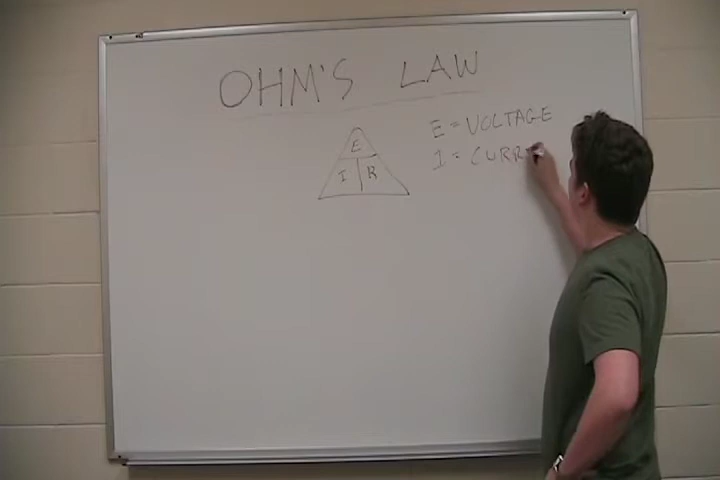 OHM'S LAW
E = VOLTAGE
E
I = CURR
I R